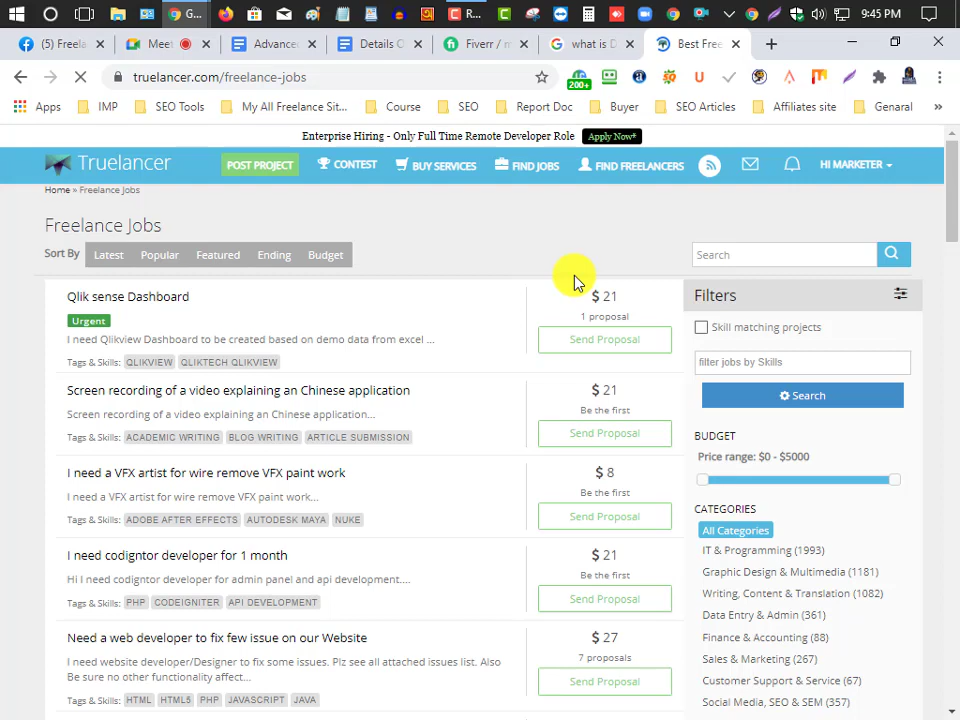 9:45 PM
G...
R...
(5) Freela
Meet
Advance
Details O
Fiverr / m
what is D
Best Free
truelancer.com/freelance-jobs
200+
Apps
IMP
SEO Tools
My All Freelance Sit...
Course
SEO
Report Doc
Buyer
SEO Articles
Affiliates site
Genaral
»
Enterprise Hiring - Only Full Time Remote Developer Role
Apply Now*
Truelancer
POST PROJECT
CONTEST
BUY SERVICES
FIND JOBS
FIND FREELANCERS
HI MARKETER
Home » Freelance Jobs
Freelance Jobs
Sort By
Latest
Popular
Featured
Ending
Budget
Search
Qlik sense Dashboard
Urgent
I need Qlikview Dashboard to be created based on demo data from excel ...
Tags & Skills: QLIKVIEW QLIKTECH QLIKVIEW
$ 21
1 proposal
Send Proposal
Screen recording of a video explaining an Chinese application
Screen recording of a video explaining an Chinese application...
Tags & Skills: ACADEMIC WRITING BLOG WRITING ARTICLE SUBMISSION
$ 21
Be the first
Send Proposal
I need a VFX artist for wire remove VFX paint work
I need a VFX artist for wire remove VFX paint work...
Tags & Skills: ADOBE AFTER EFFECTS AUTODESK MAYA NUKE
$ 8
Be the first
Send Proposal
I need codigntor developer for 1 month
Hi I need codigntor developer for admin panel and api development....
Tags & Skills: PHP CODEIGNITER API DEVELOPMENT
$ 21
Be the first
Send Proposal
Need a web developer to fix few issue on our Website
I need website developer/Designer to fix some issues. Plz see all attached issues list. Also
Be sure no other functionality affect...
Tags & Skills: HTML HTML5 PHP JAVASCRIPT JAVA
$ 27
7 proposals
Send Proposal
Filters
Skill matching projects
filter jobs by Skills
Search
BUDGET
Price range: $0 - $5000
CATEGORIES
All Categories
IT & Programming (1993)
Graphic Design & Multimedia (1181)
Writing, Content & Translation (1082)
Data Entry & Admin (361)
Finance & Accounting (88)
Sales & Marketing (267)
Customer Support & Service (67)
Social Media, SEO & SEM (357)